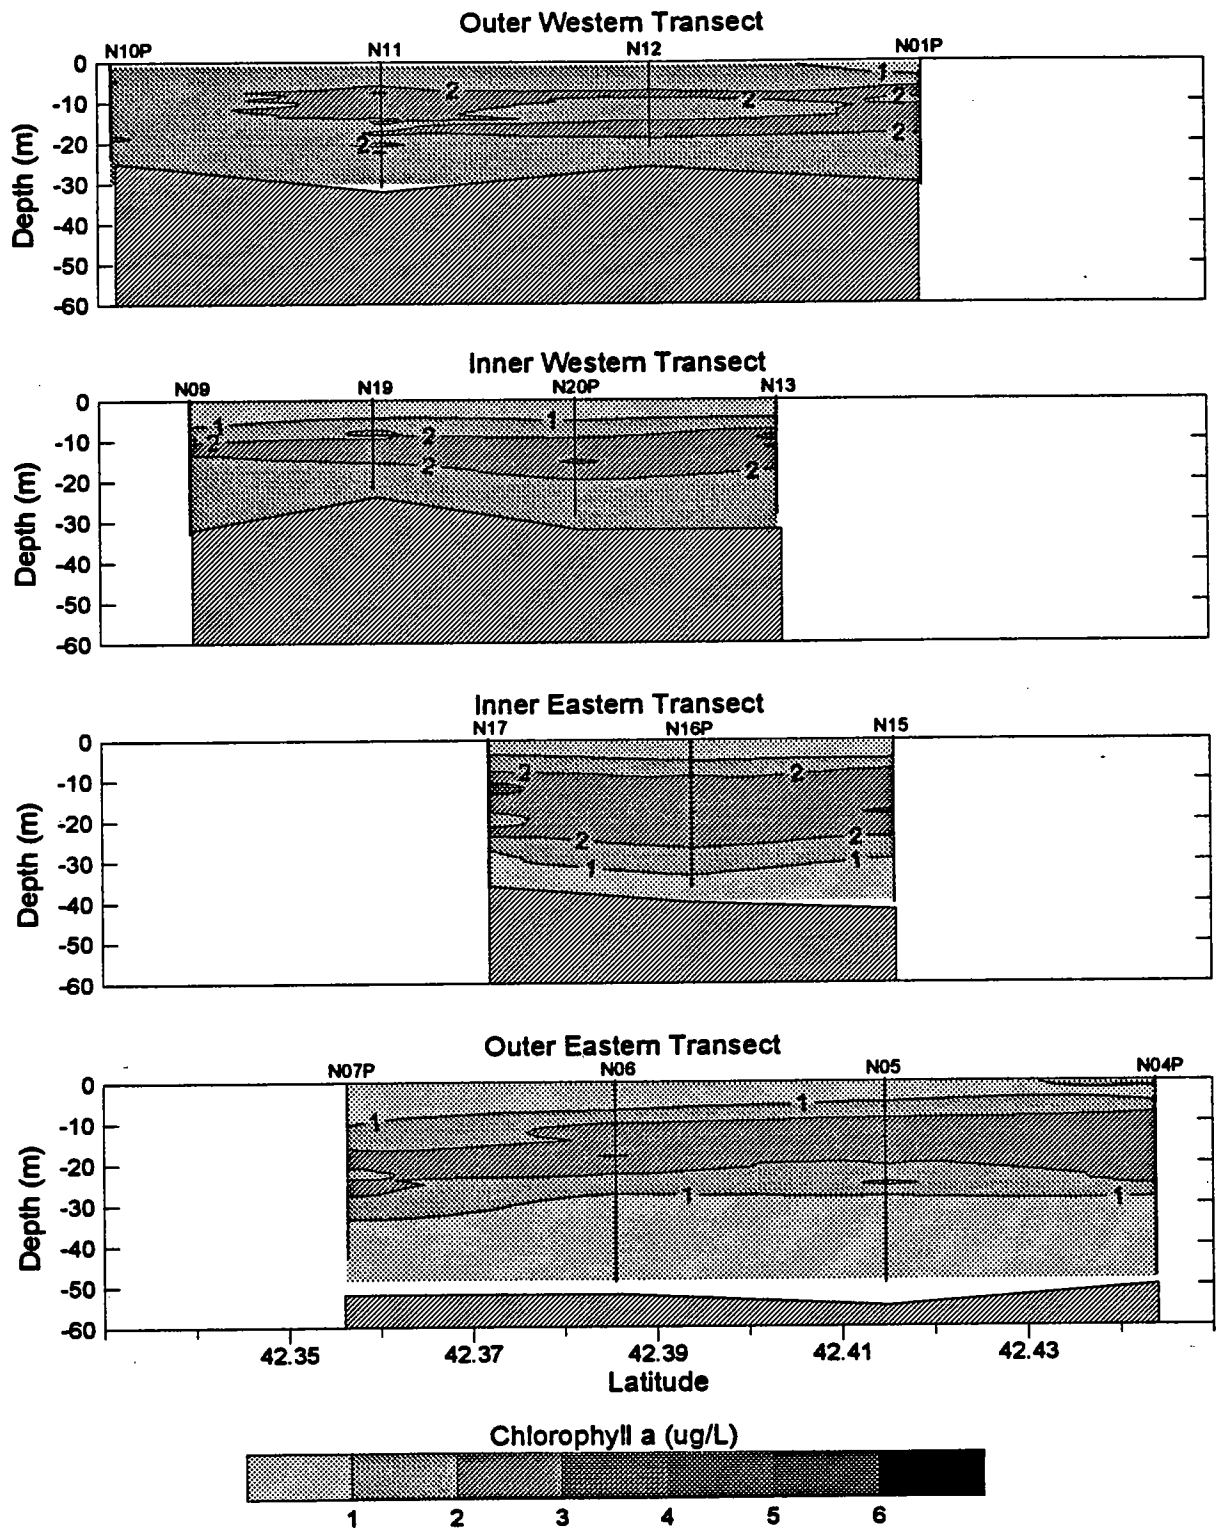 Outer Western Transect
N10P N11 N12 N01P
0
-10
-20
-30
-40
-50
-60
Depth (m)
1
2 2 2
2 2
Inner Western Transect
N09 N19 N20P N13
0
-10
-20
-30
-40
-50
-60
Depth (m)
1 1
2 2
2 2
Inner Eastern Transect
N17 N16P N15
0
-10
-20
-30
-40
-50
-60
Depth (m)
2 2
2 2
1 1
Outer Eastern Transect
N07P N06 N05 N04P
0
-10
-20
-30
-40
-50
-60
Depth (m)
1 1
1 1
42.35 42.37 42.39 42.41 42.43
Latitude
Chlorophyll a (ug/L)
1 2 3 4 5 6